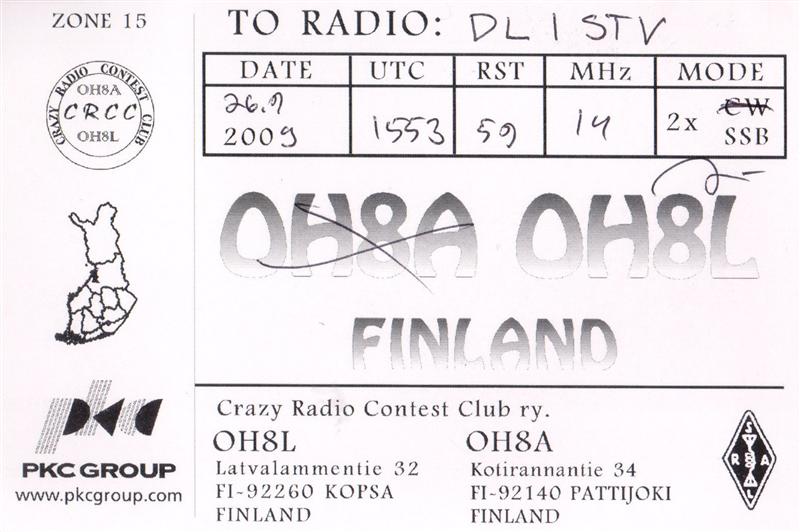 ZONE 15
TO RADIO: DL1STV
DATE UTC RST MHz MODE
26.9 2009 1553 59 14 2x CW SSB
CRAZY RADIO CONTEST CLUB
OH8A
CRCC
OH8L
OH8A OH8L
FINLAND
PKC GROUP
www.pkcgroup.com
Crazy Radio Contest Club ry.
OH8L OH8A
Latvalammentie 32 Kotirannantie 34
FI-92260 KOPSA FI-92140 PATTIJOKI
FINLAND FINLAND
S
R A
L